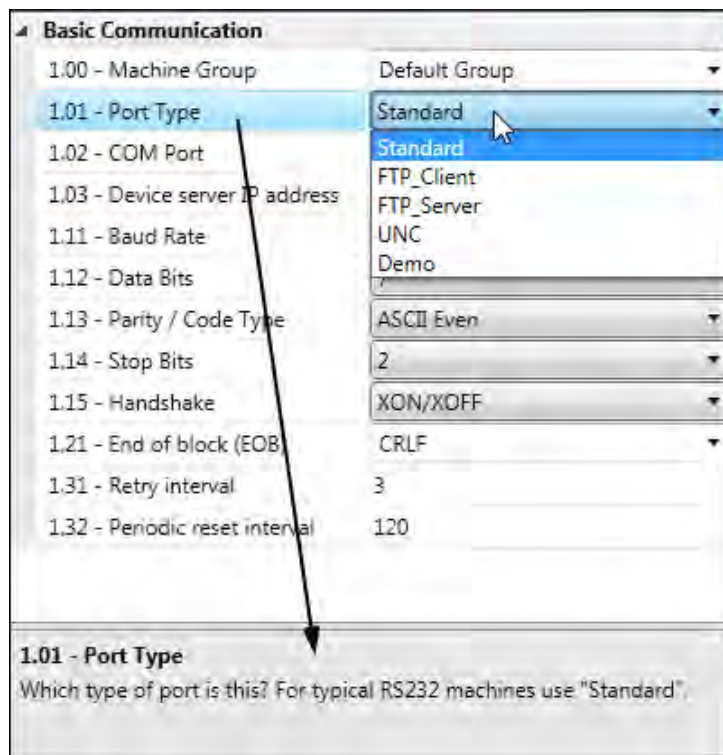 Basic Communication
1.00 - Machine Group Default Group
1.01 - Port Type Standard
1.02 - COM Port Standard
1.03 - Device server IP address FTP_Client
FTP_Server
1.11 - Baud Rate UNC
1.12 - Data Bits Demo
1.13 - Parity / Code Type ASCII Even
1.14 - Stop Bits 2
1.15 - Handshake XON/XOFF
1.21 - End of block (EOB) CRLF
1.31 - Retry interval 3
1.32 - Periodic reset interval 120
1.01 - Port Type
Which type of port is this? For typical RS232 machines use "Standard".